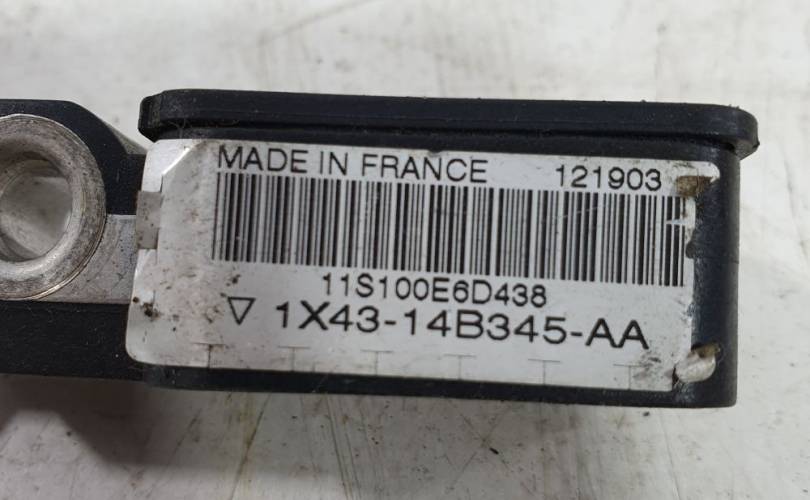 MADE IN FRANCE 121903
11S100E6D438
▽ 1X43-14B345-AA